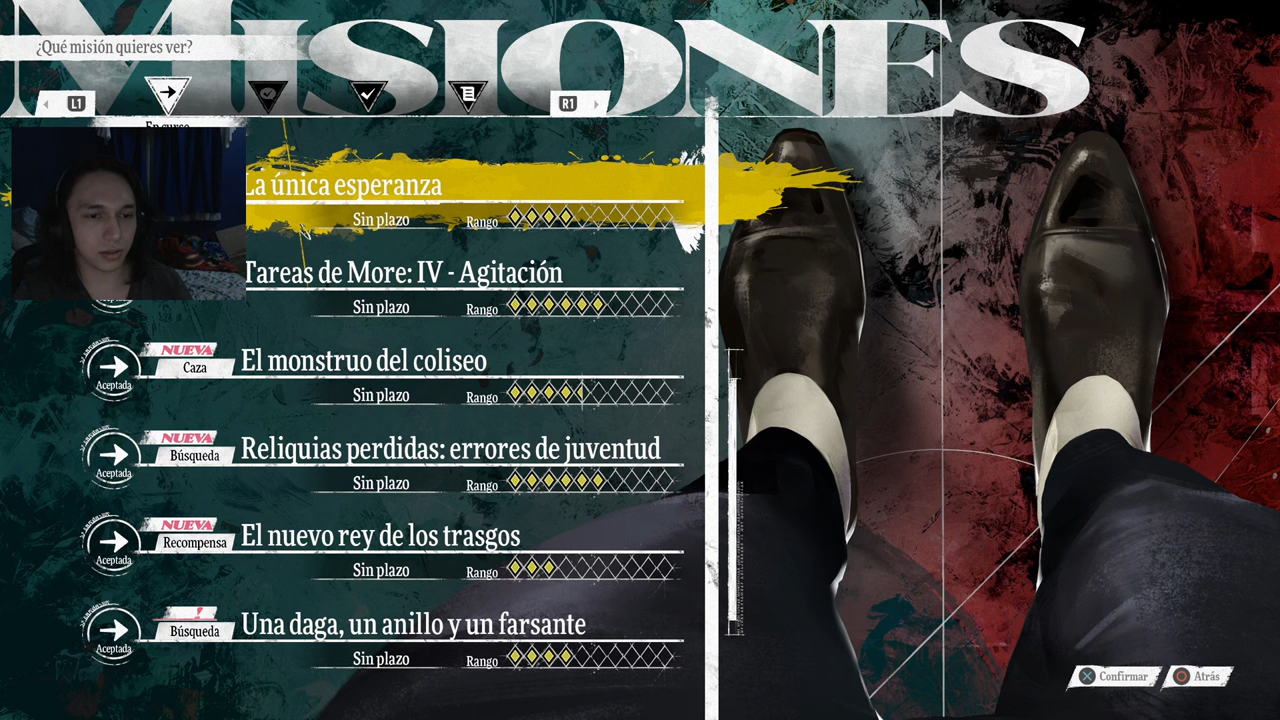 MISIONES
¿Qué misión quieres ver?
L1
R1
En curso
La única esperanza
Sin plazo
Rango
Tareas de More: IV - Agitación
Sin plazo
Rango
NUEVA
Caza
El monstruo del coliseo
Aceptada
Sin plazo
Rango
NUEVA
Búsqueda
Reliquias perdidas: errores de juventud
Aceptada
Sin plazo
Rango
NUEVA
Recompensa
El nuevo rey de los trasgos
Aceptada
Sin plazo
Rango
!
Búsqueda
Una daga, un anillo y un farsante
Aceptada
Sin plazo
Rango
Confirmar
Atrás